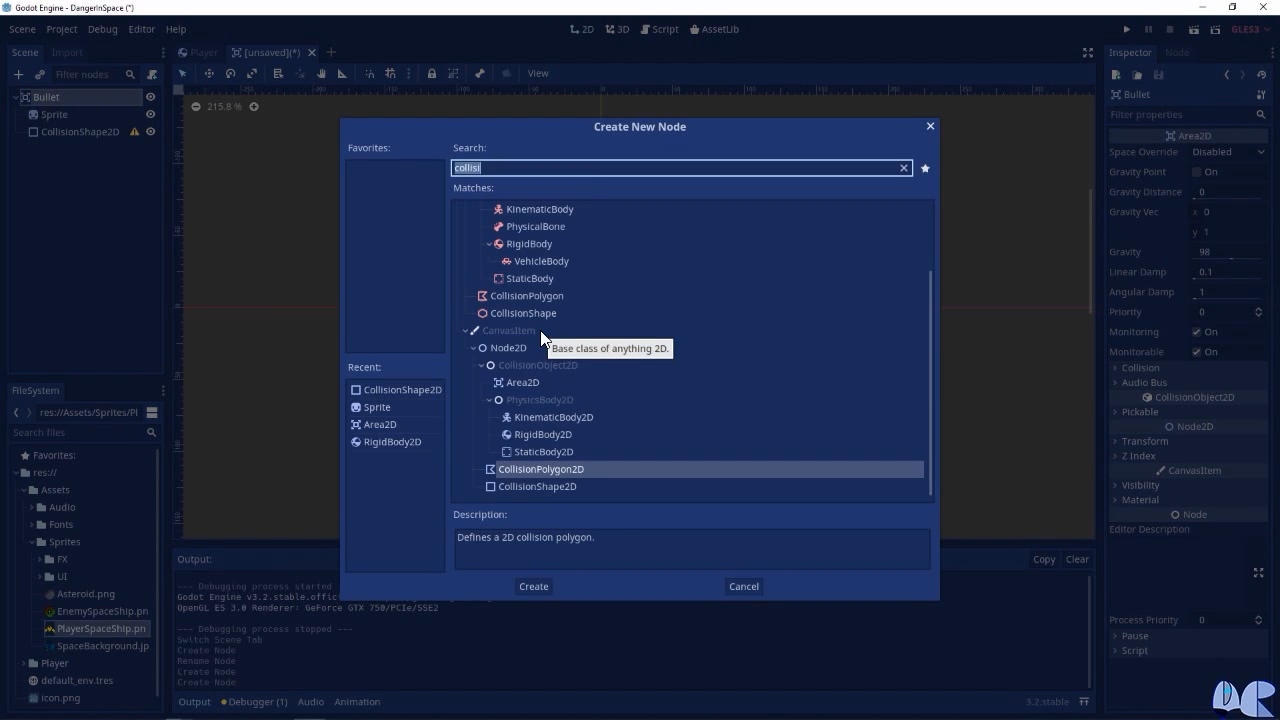 Godot Engine - DangerInSpace (*)
Scene Project Debug Editor Help
2D 3D Script AssetLib
GLES3
Scene Import
Player [unsaved](*)
Inspector Node
Filter nodes
View
Bullet
Bullet
Sprite
CollisionShape2D
215.8 %
Filter properties
Area2D
Space Override Disabled
Gravity Point On
Gravity Distance 0
Gravity Vec x 0
y 1
Gravity 98
Linear Damp 0.1
Angular Damp 1
Priority 0
Monitoring On
Monitorable On
Collision
Audio Bus
CollisionObject2D
Pickable
Node2D
Transform
Z Index
CanvasItem
Visibility
Material
Node
Editor Description
Process Priority 0
Pause
Script
Create New Node
Favorites:
Search:
collisi
Matches:
KinematicBody
PhysicalBone
RigidBody
VehicleBody
StaticBody
CollisionPolygon
CollisionShape
CanvasItem
Base class of anything 2D.
Node2D
CollisionObject2D
Area2D
PhysicsBody2D
KinematicBody2D
RigidBody2D
StaticBody2D
CollisionPolygon2D
CollisionShape2D
Recent:
CollisionShape2D
Sprite
Area2D
RigidBody2D
Description:
Defines a 2D collision polygon.
Create Cancel
FileSystem
res://Assets/Sprites/Pl
Search files
Favorites:
res://
Assets
Audio
Fonts
Sprites
FX
UI
Asteroid.png
EnemySpaceShip.pn
PlayerSpaceShip.pn
SpaceBackground.jp
Player
default_env.tres
icon.png
Output:
Copy Clear
--- Debugging process started
Godot Engine v3.2.stable.offic
OpenGL ES 3.0 Renderer: GeForce GTX 750/PCIe/SSE2
--- Debugging process stopped ---
Switch Scene Tab
Create Node
Rename Node
Create Node
Create Node
Output Debugger (1) Audio Animation
3.2.stable